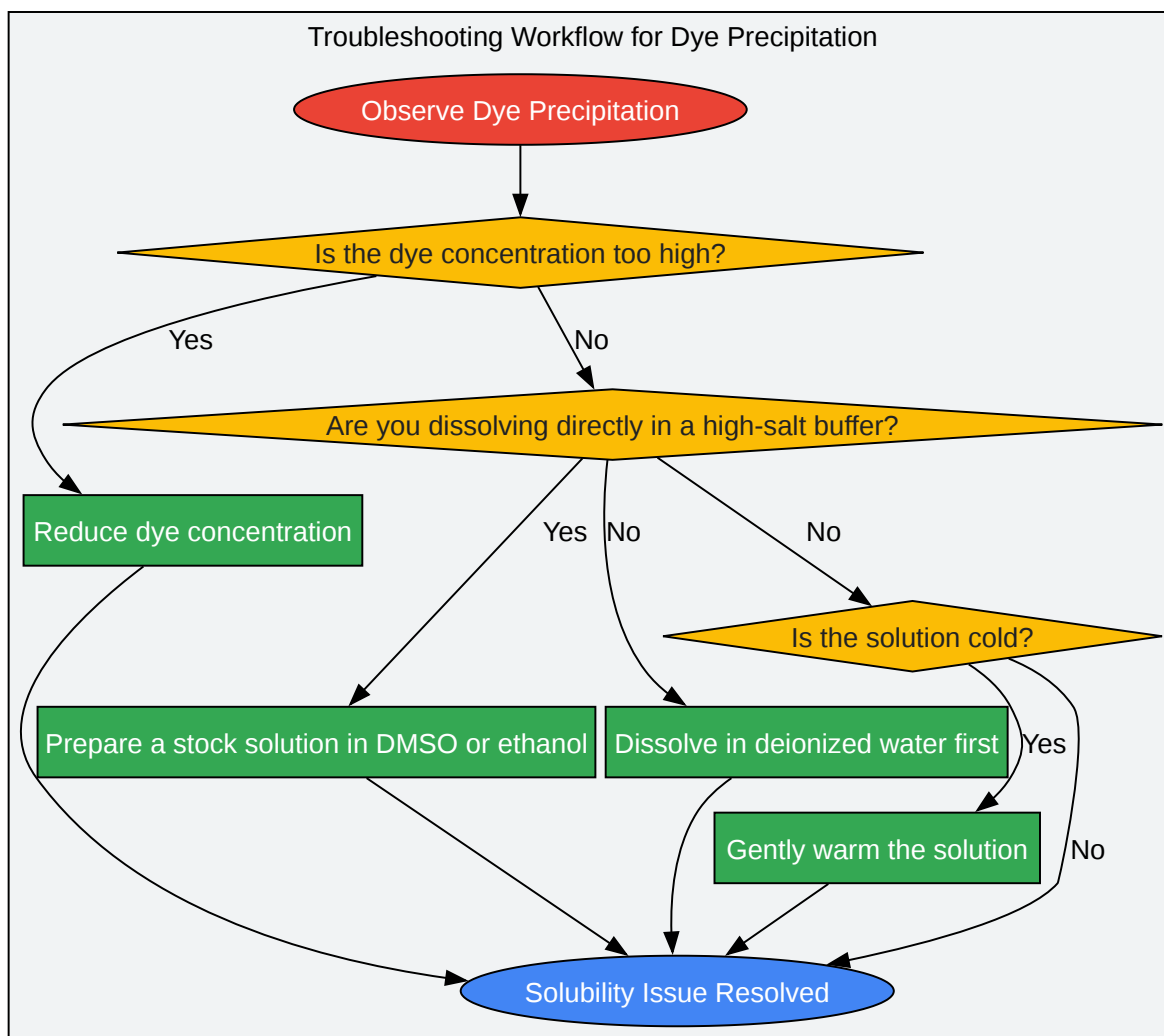 Troubleshooting Workflow for Dye Precipitation
Observe Dye Precipitation
Is the dye concentration too high?
Yes
No
Are you dissolving directly in a high-salt buffer?
Reduce dye concentration
Yes
No
No
Is the solution cold?
Prepare a stock solution in DMSO or ethanol
Dissolve in deionized water first
Yes
Gently warm the solution
No
Solubility Issue Resolved